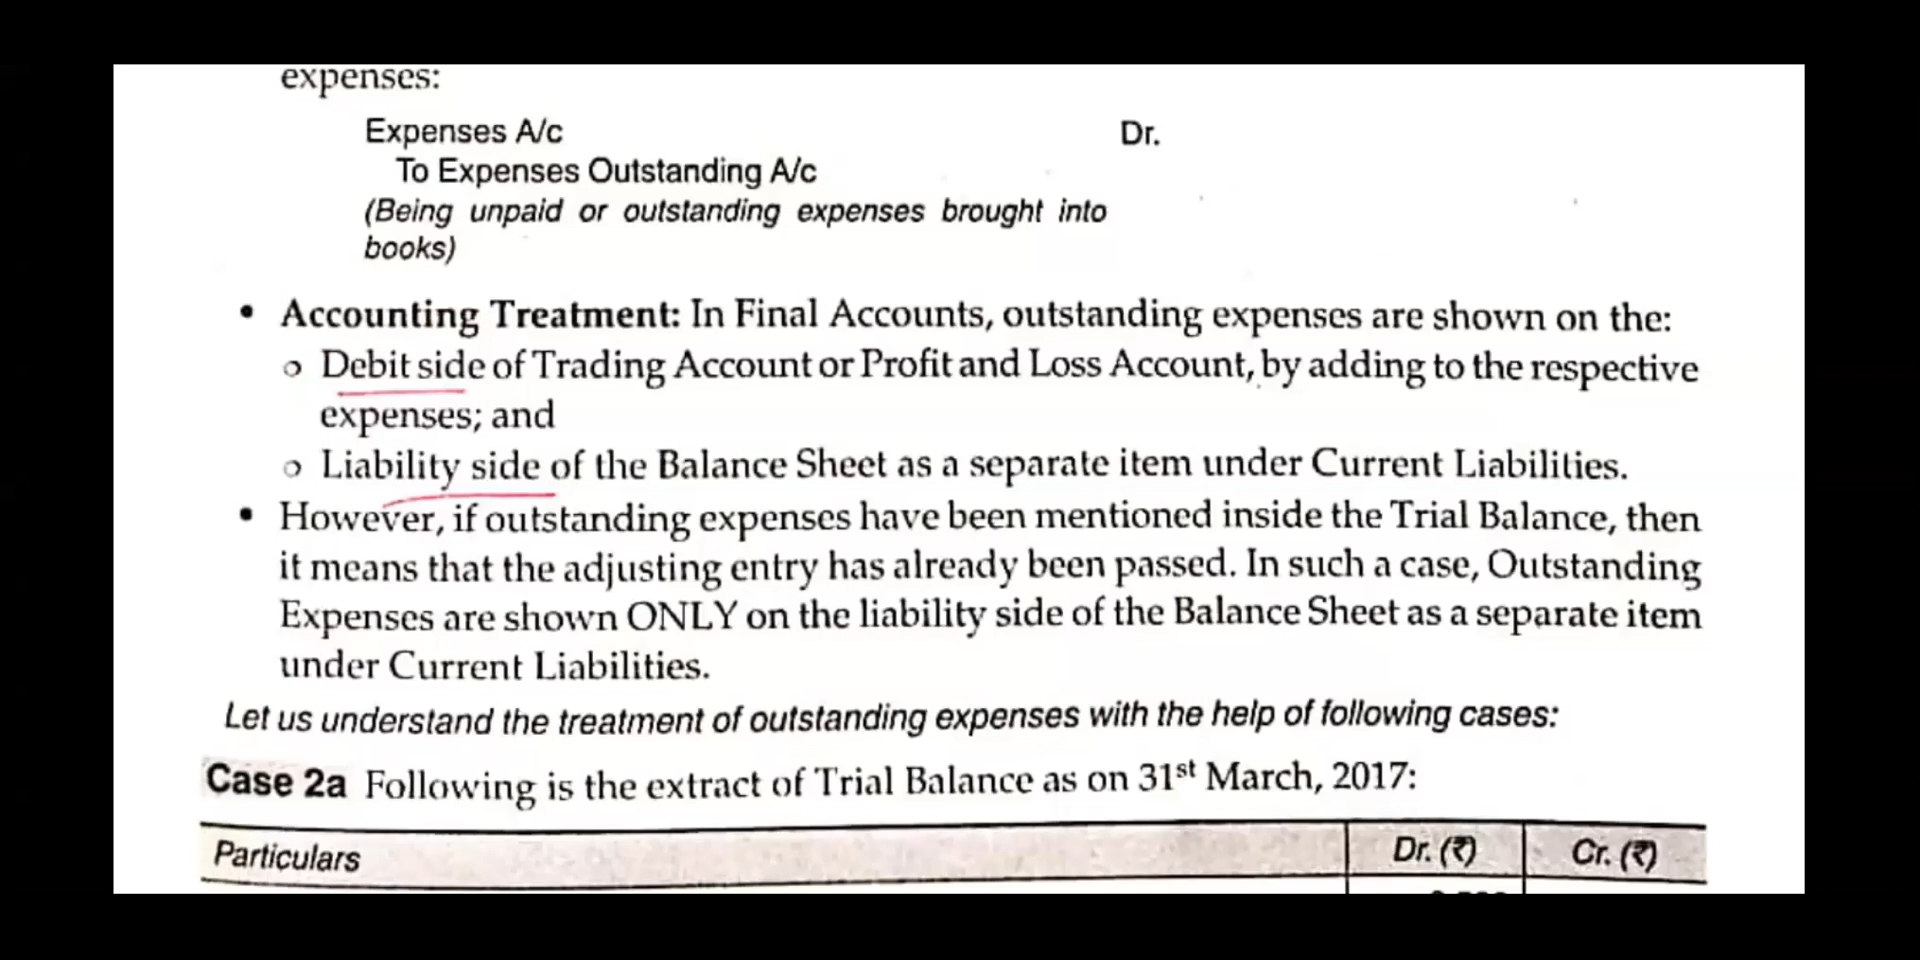 expenses:
Expenses A/c Dr.
To Expenses Outstanding A/c
(Being unpaid or outstanding expenses brought into
books)
• Accounting Treatment: In Final Accounts, outstanding expenses are shown on the:
○ Debit side of Trading Account or Profit and Loss Account, by adding to the respective
expenses; and
○ Liability side of the Balance Sheet as a separate item under Current Liabilities.
• However, if outstanding expenses have been mentioned inside the Trial Balance, then
it means that the adjusting entry has already been passed. In such a case, Outstanding
Expenses are shown ONLY on the liability side of the Balance Sheet as a separate item
under Current Liabilities.
Let us understand the treatment of outstanding expenses with the help of following cases:
Case 2a Following is the extract of Trial Balance as on 31st March, 2017:
Particulars Dr. (₹) Cr. (₹)